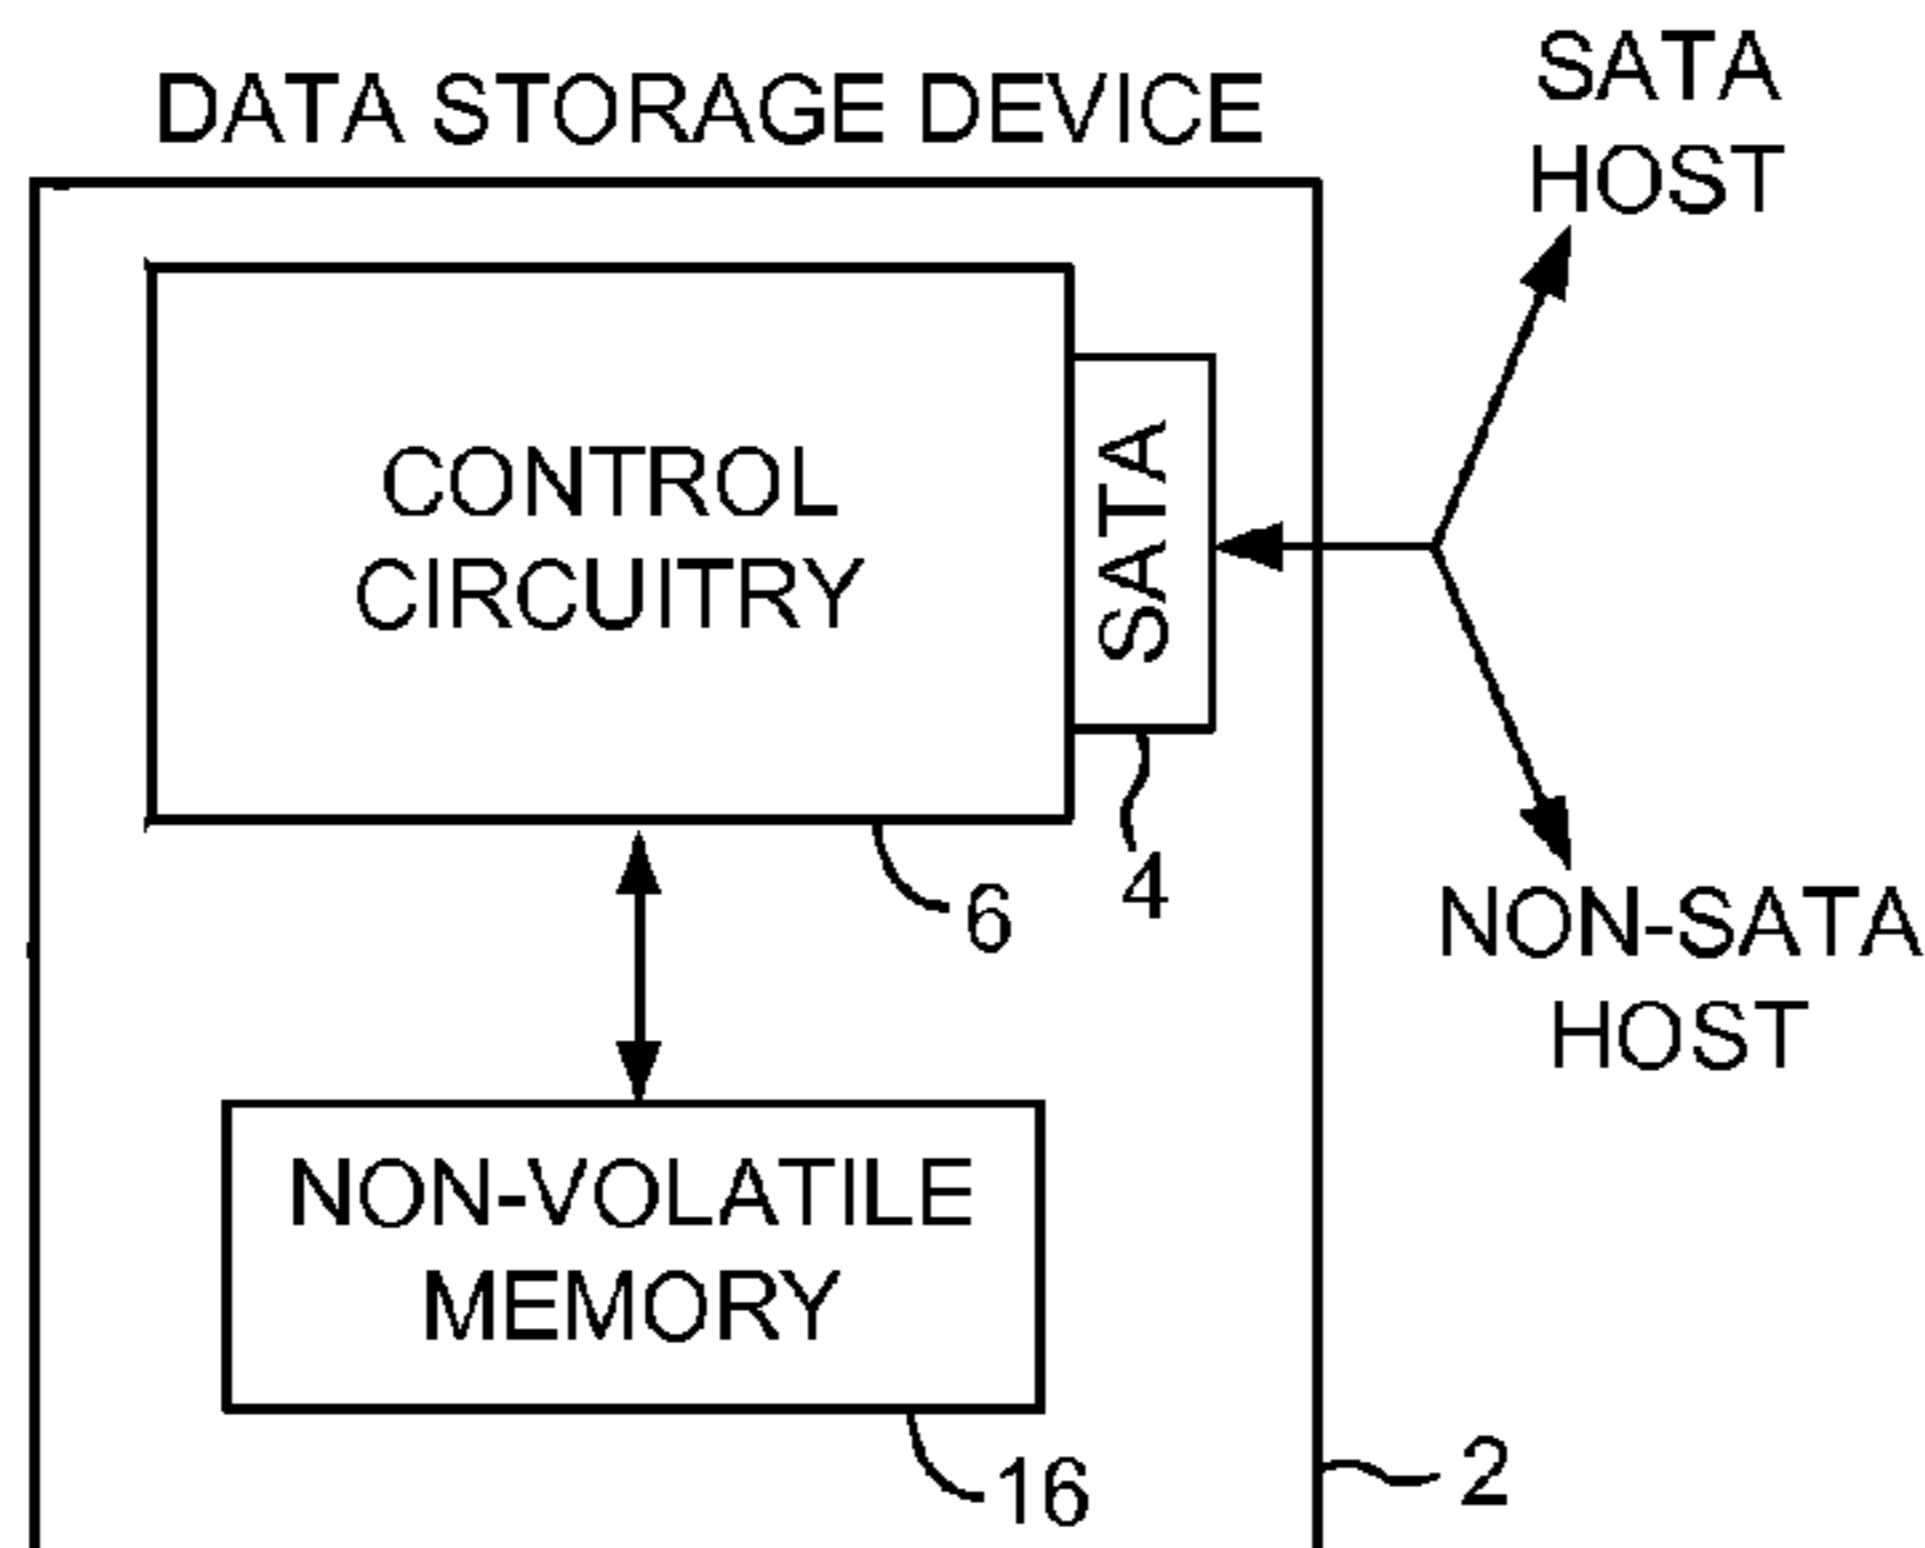 DATA STORAGE DEVICE
SATA
HOST
CONTROL
CIRCUITRY
SATA
4
6
NON-SATA
HOST
NON-VOLATILE
MEMORY
16
2